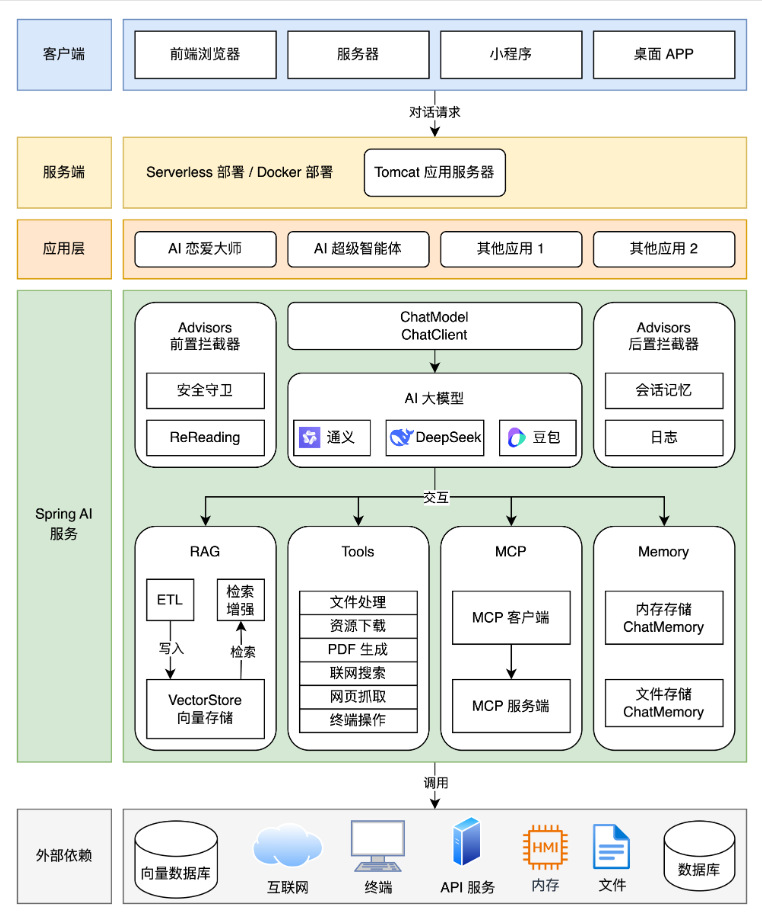 客户端
前端浏览器
服务器
小程序
桌面 APP
对话请求
服务端
Serverless 部署 / Docker 部署
Tomcat 应用服务器
应用层
AI 恋爱大师
AI 超级智能体
其他应用 1
其他应用 2
Spring AI
服务
Advisors
前置拦截器
安全守卫
ReReading
ChatModel
ChatClient
AI 大模型
通义
DeepSeek
豆包
Advisors
后置拦截器
会话记忆
日志
交互
RAG
ETL
检索
增强
写入
检索
VectorStore
向量存储
Tools
文件处理
资源下载
PDF 生成
联网搜索
网页抓取
终端操作
MCP
MCP 客户端
MCP 服务端
Memory
内存存储
ChatMemory
文件存储
ChatMemory
调用
外部依赖
向量数据库
互联网
终端
API 服务
HMI
内存
文件
数据库